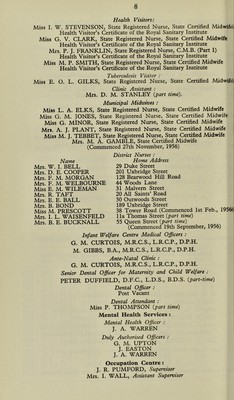 8
Health Visitors:
Miss I. W. STEVENSON, State Registered Nurse, State Certified Midwife
Health Visitor's Certificate of the Royal Sanitary Institute
Miss G. V. CLARK, State Registered Nurse, State Certified Midwife
Health Visitor's Certificate of the Royal Sanitary Institute
Mrs. P. J. FRANKLIN, State Registered Nurse, C.M.B. (Part I)
Health Visitor's Certificate of the Royal Sanitary Institute
Miss M. P. SMITH, State Registered Nurse, State Certified Midwife
Health Visitor's Certificate of the Royal Sanitary Institute
Tuberculosis Visitor:
Miss E. O. L. GILKS, State Registered Nurse, State Certified Midwife
Clinic Assistant:
Mrs. D. M. STANLEY (part time).
Municipal Midwives:
Miss L. A. ELKS, State Registered Nurse, State Certified Midwife
Miss G. M. JONES, State Registered Nurse, State Certified Midwife
Miss G. MINOR, State Registered Nurse, State Certified Midwife
Mrs. A. J. PLANT, State Registered Nurse, State Certified Midwife
Miss M. J. TEBBEY, State Registered Nurse, State Certified Midwife
Mrs. M. A. GAMBLE, State Certified Midwife
(Commenced 27th November, 1956)
District Nurses:
Name Home Address
Mrs. W. I. BELL 29 Duke Street
Mrs. D. E. COOPER 201 Uxbridge Street
Mrs. F. M. MORGAN 128 Bearwood Hill Road
Mrs. F. M. WELBOURNE 44 Woods Lane
Miss E. M. WILEMAN 31 Malvern Street
Mrs. R. TAFT 20 All Saints' Road
Mrs. E. E. BALL 50 Outwoods Street
Mrs. B. BOND 189 Uxbridge Street
Miss M. PRESCOTT 38 Tutbury Road (Commenced 1st Feb., 1956)
Mrs. I. L. WAISENFELD 11a Thomas Street (part time)
Mrs. B. E. BUCKNALL 55 Queen Street (part time)
(Commenced 19th September, 1956)
Infant Welfare Centre Medical Officers:
G. M. CURTOIS, M.R.C.S., L.R.C.P., D.P.H.
M. GIBBS, B.A., M.R.C.S., L.R.C.P., D.P.H.
Ante-Natal Clinic:
G. M. CURTOIS, M.R.C.S., L.R.C.P., D.P.H.
Senior Dental Officer for Maternity and Child Welfare:
PETER DUFFIELD, D.F.C., L.D.S., B.D.S. (part-time)
Dental Officer:
Post Vacant
Dental Attendant:
Miss P. THOMPSON (part-time)
Mental Health Services:
Mental Health Officer:
J. A. WARREN
Duly Authorised Officers:
G. M. UPTON
J. EASTON
J. A. WARREN
Occupation Centre:
J. R. PUMFORD, Supervisor
Mrs. I. WALL, Assistant Supervisor